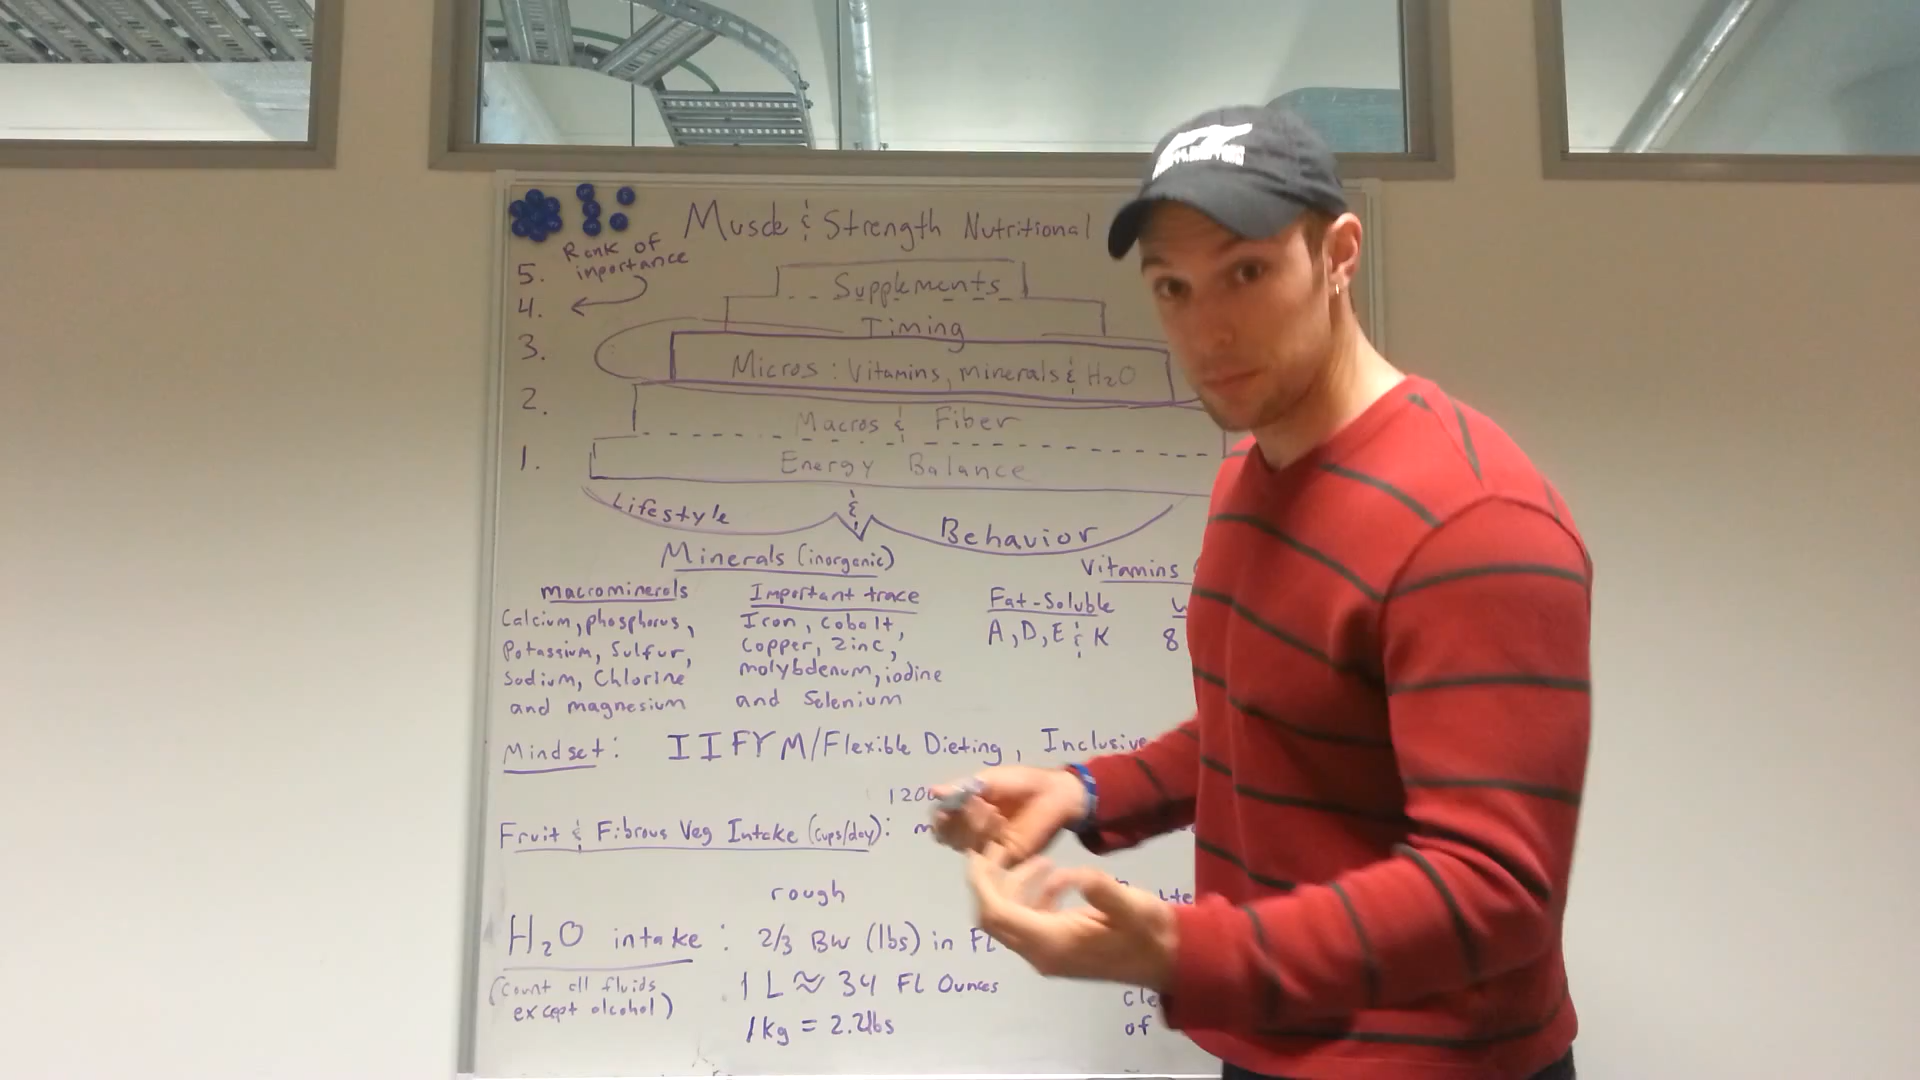 Muscle & Strength Nutritional
Rank of
importance
5.
4.
3.
2.
1.
Supplements
Timing
Micros: Vitamins, minerals & H2O
Macros & Fiber
Energy Balance
Lifestyle & Behavior
Minerals (inorganic)
macrominerals
Calcium, phosphorus,
Potassium, Sulfur,
Sodium, Chlorine
and magnesium
Important trace
Iron, cobalt,
Copper, Zinc,
molybdenum, iodine
and Selenium
Vitamins (
Fat-Soluble
A, D, E & K
8
Mindset: IIFYM/Flexible Dieting, Inclusive
Fruit & Fibrous Veg Intake (cups/day):
rough
H2O intake: 2/3 BW (lbs) in FL
(Count all fluids
except alcohol)
1 L ≈ 34 FL Ounces
1kg = 2.2lbs
of